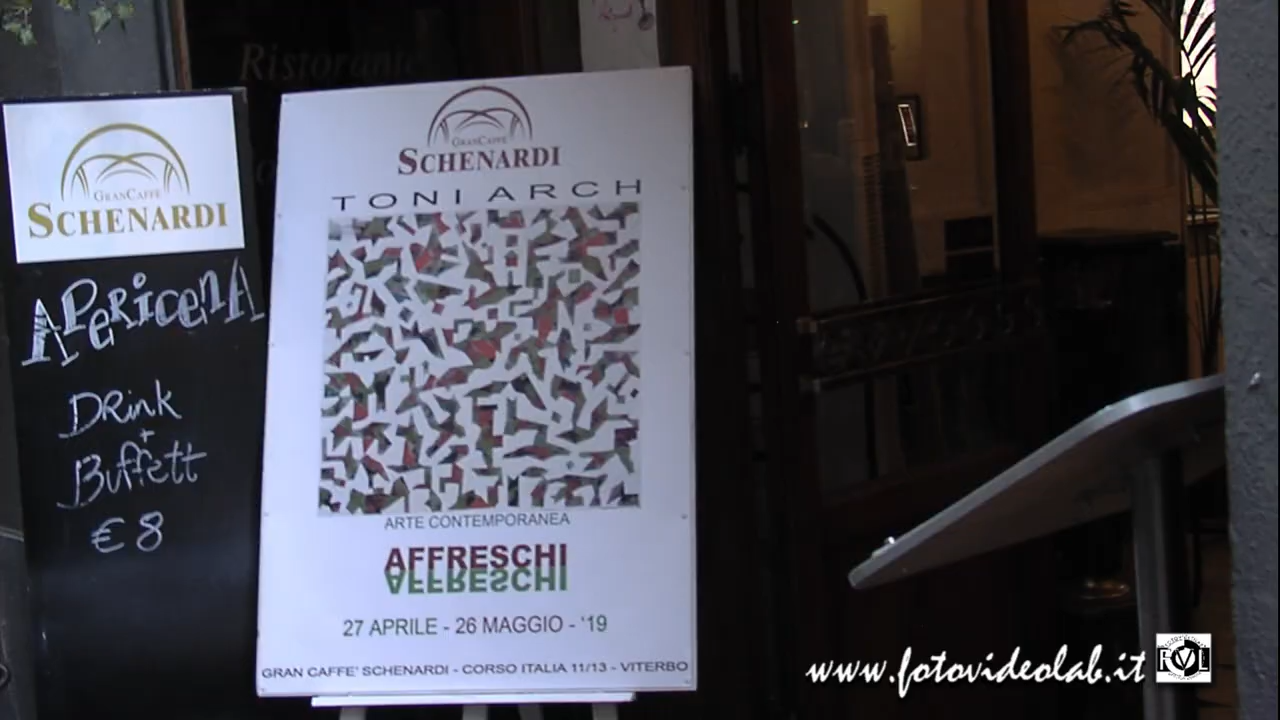 Ristorante
GRANCAFFÈ
SCHENARDI
APERICENA
DRink
+
Buffett
€ 8
GRANCAFFÈ
SCHENARDI
TONI ARCH
ARTE CONTEMPORANEA
AFFRESCHI
AFFRESCHI
27 APRILE - 26 MAGGIO - '19
GRAN CAFFE' SCHENARDI - CORSO ITALIA 11/13 - VITERBO
www.fotovideolab.it
FVL